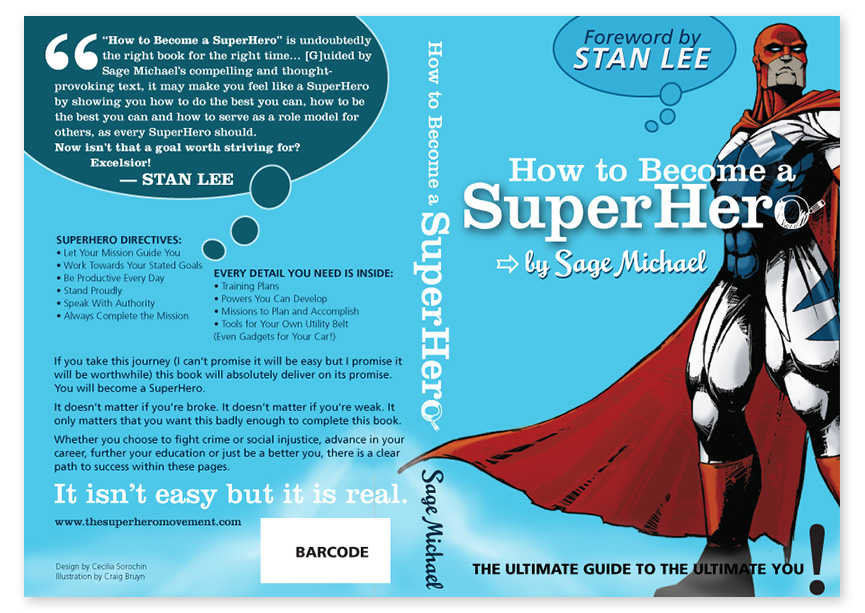 “How to Become a SuperHero” is undoubtedly
the right book for the right time... [G]uided by
Sage Michael’s compelling and thought-
provoking text, it may make you feel like a SuperHero
by showing you how to do the best you can, how to be
the best you can and how to serve as a role model for
others, as every SuperHero should.
Now isn’t that a goal worth striving for?
Excelsior!
— STAN LEE
SUPERHERO DIRECTIVES:
• Let Your Mission Guide You
• Work Towards Your Stated Goals
• Be Productive Every Day
• Stand Proudly
• Speak With Authority
• Always Complete the Mission
EVERY DETAIL YOU NEED IS INSIDE:
• Training Plans
• Powers You Can Develop
• Missions to Plan and Accomplish
• Tools for Your Own Utility Belt
(Even Gadgets for Your Car!)
If you take this journey (I can’t promise it will be easy but I promise it
will be worthwhile) this book will absolutely deliver on its promise.
You will become a SuperHero.
It doesn’t matter if you’re broke. It doesn’t matter if you’re weak. It
only matters that you want this badly enough to complete this book.
Whether you choose to fight crime or social injustice, advance in your
career, further your education or just be a better you, there is a clear
path to success within these pages.
It isn’t easy but it is real.
www.thesuperheromovement.com
BARCODE
Design by Cecilia Sorochin
Illustration by Craig Bruyn
How to Become a SuperHero
Sage Michael
Foreword by
STAN LEE
How to Become a
SuperHero
⇨ by Sage Michael
THE ULTIMATE GUIDE TO THE ULTIMATE YOU!